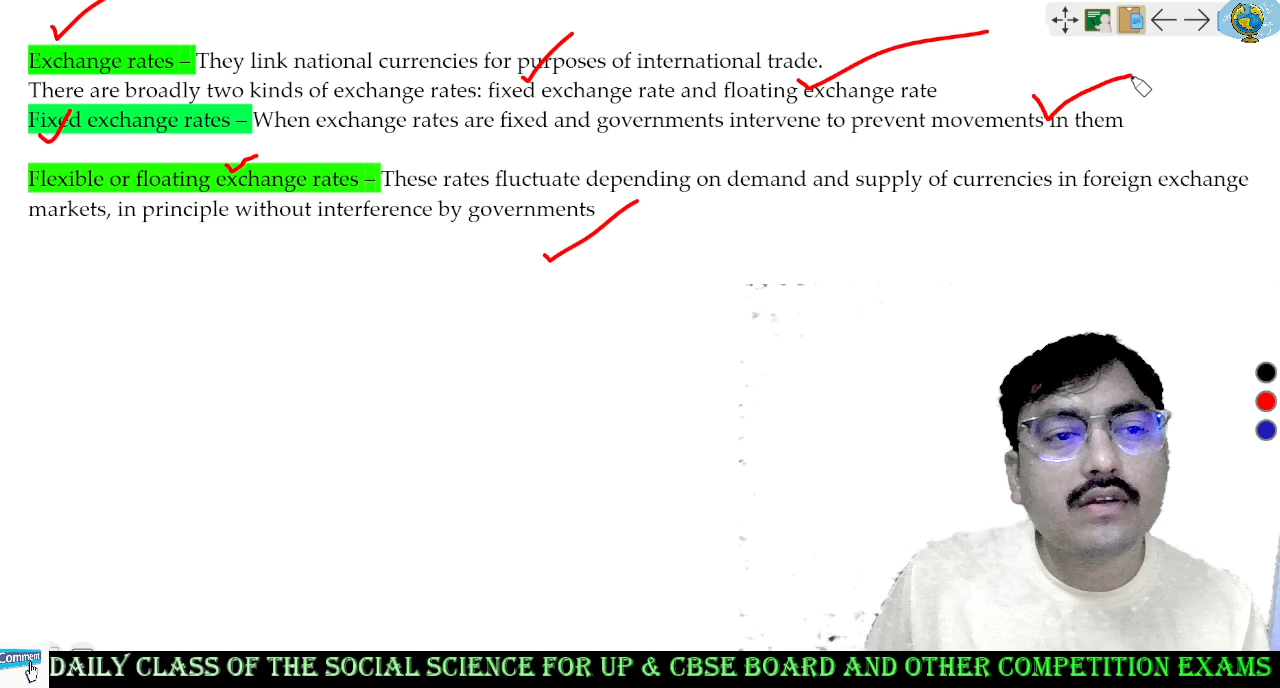 Exchange rates – They link national currencies for purposes of international trade.
There are broadly two kinds of exchange rates: fixed exchange rate and floating exchange rate
Fixed exchange rates – When exchange rates are fixed and governments intervene to prevent movements in them
Flexible or floating exchange rates – These rates fluctuate depending on demand and supply of currencies in foreign exchange
markets, in principle without interference by governments
Comment
DAILY CLASS OF THE SOCIAL SCIENCE FOR UP & CBSE BOARD AND OTHER COMPETITION EXAMS